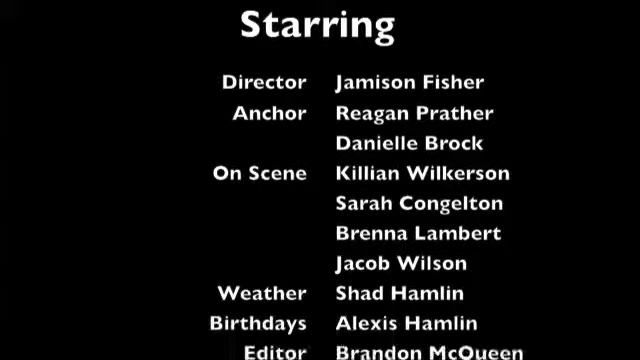 Starring
Director Jamison Fisher
Anchor Reagan Prather
Danielle Brock
On Scene Killian Wilkerson
Sarah Congelton
Brenna Lambert
Jacob Wilson
Weather Shad Hamlin
Birthdays Alexis Hamlin
Editor Brandon McQueen